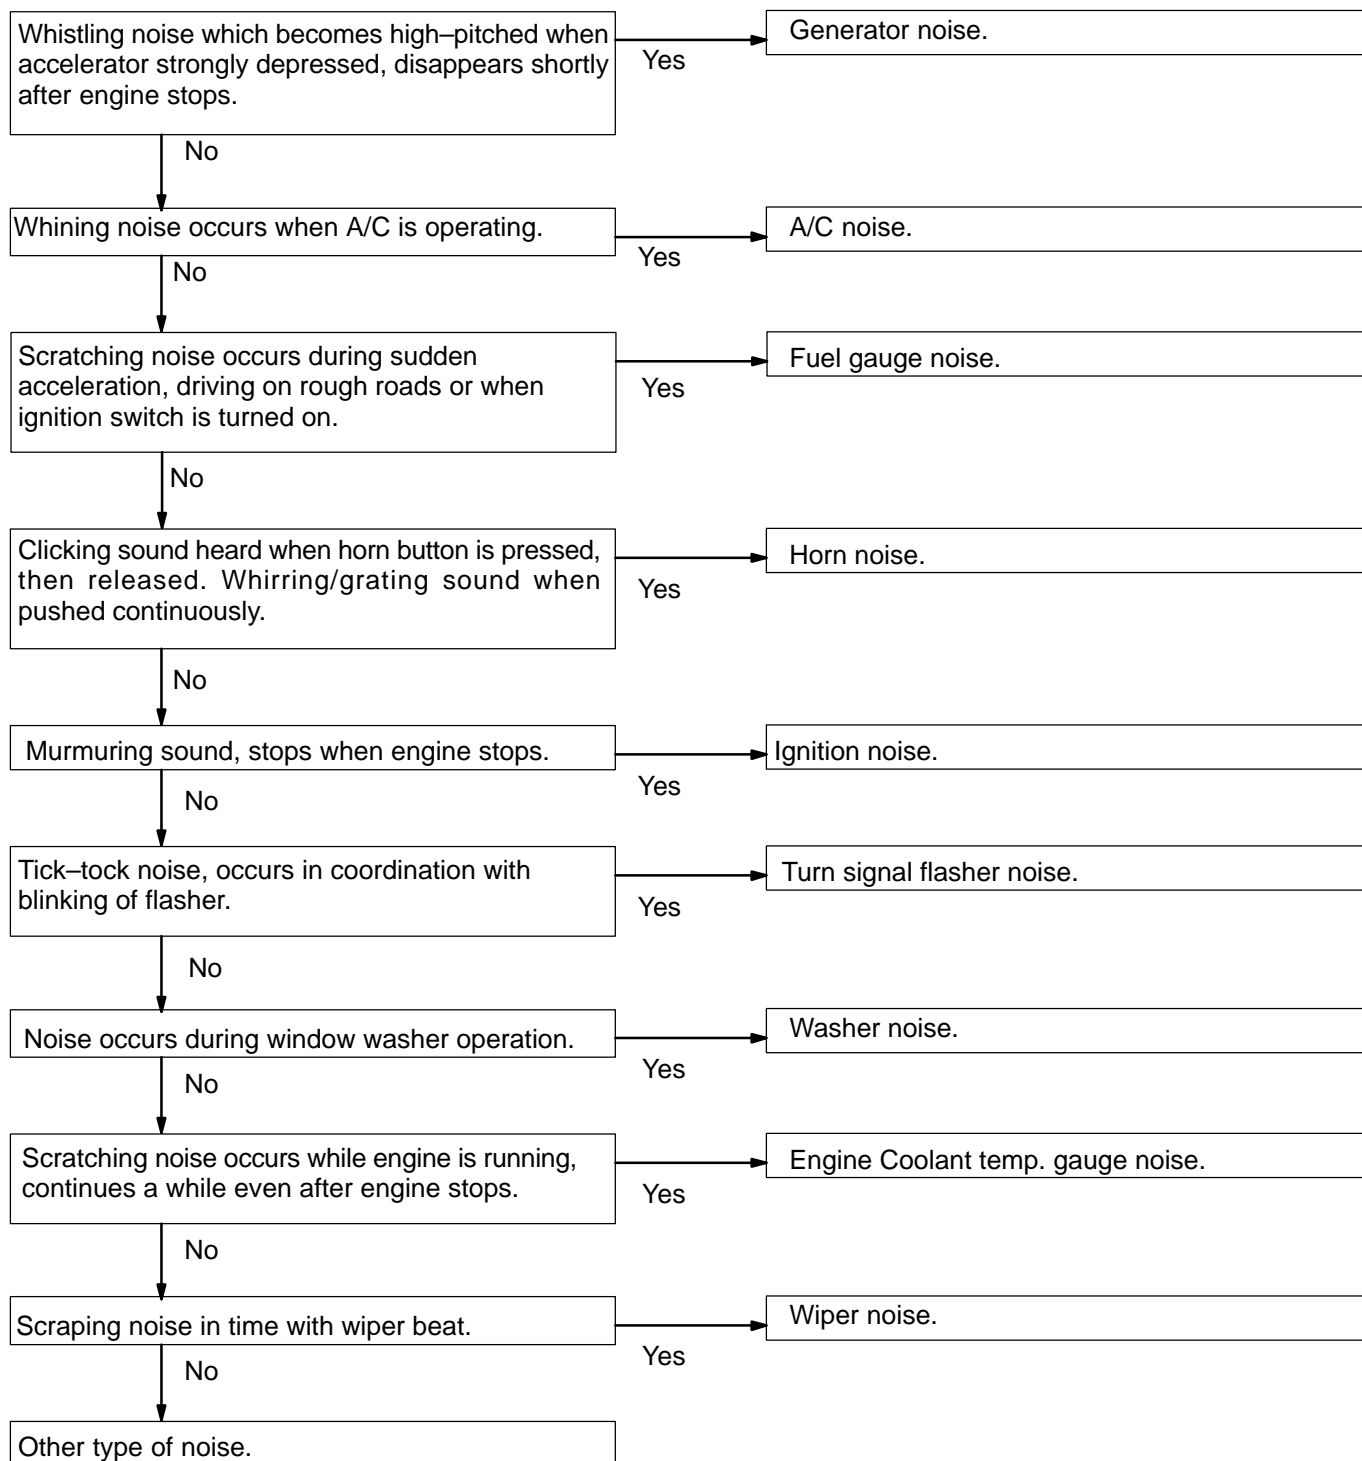 Whistling noise which becomes high–pitched when
accelerator strongly depressed, disappears shortly
after engine stops.
Yes
Generator noise.
No
Whining noise occurs when A/C is operating.
Yes
A/C noise.
No
Scratching noise occurs during sudden
acceleration, driving on rough roads or when
ignition switch is turned on.
Yes
Fuel gauge noise.
No
Clicking sound heard when horn button is pressed,
then released. Whirring/grating sound when
pushed continuously.
Yes
Horn noise.
No
Murmuring sound, stops when engine stops.
Yes
Ignition noise.
No
Tick–tock noise, occurs in coordination with
blinking of flasher.
Yes
Turn signal flasher noise.
No
Noise occurs during window washer operation.
Yes
Washer noise.
No
Scratching noise occurs while engine is running,
continues a while even after engine stops.
Yes
Engine Coolant temp. gauge noise.
No
Scraping noise in time with wiper beat.
Yes
Wiper noise.
No
Other type of noise.